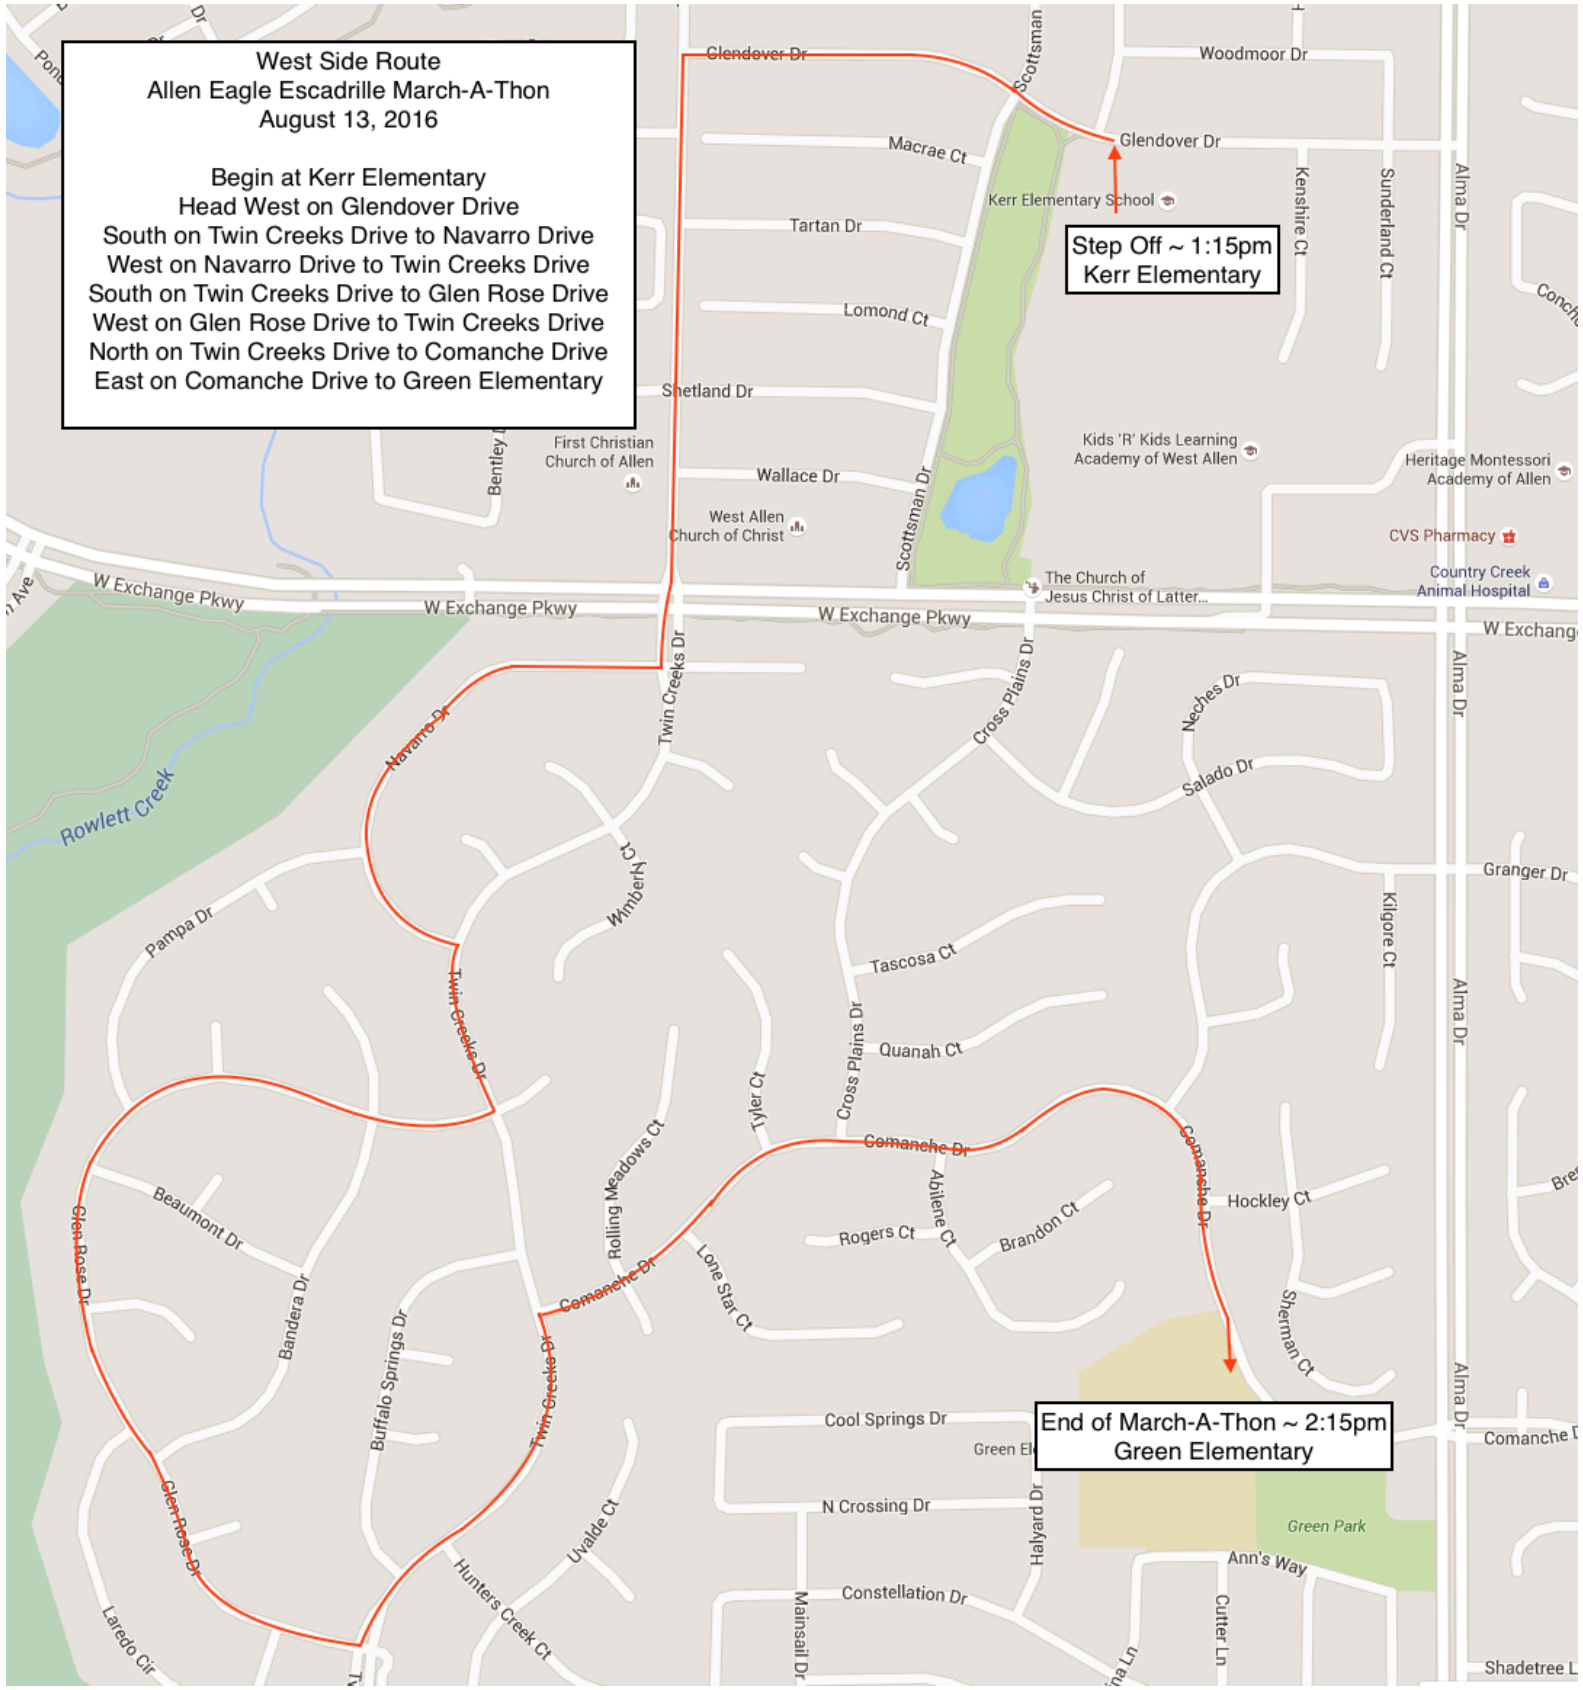 West Side Route
Allen Eagle Escadrille March-A-Thon
August 13, 2016
Begin at Kerr Elementary
Head West on Glendover Drive
South on Twin Creeks Drive to Navarro Drive
West on Navarro Drive to Twin Creeks Drive
South on Twin Creeks Drive to Glen Rose Drive
West on Glen Rose Drive to Twin Creeks Drive
North on Twin Creeks Drive to Comanche Drive
East on Comanche Drive to Green Elementary
Dr
Glendover Dr
Scottsman
Woodmoor Dr
Macrae Ct
Glendover Dr
Alma Dr
Kenshire Ct
Sunderland Ct
Kerr Elementary School
Tartan Dr
Step Off ~ 1:15pm
Kerr Elementary
Lomond Ct
Shetland Dr
Bentley
First Christian
Church of Allen
Kids 'R' Kids Learning
Academy of West Allen
Heritage Montessori
Academy of Allen
Wallace Dr
Scottsman Dr
West Allen
Church of Christ
CVS Pharmacy
Country Creek
Animal Hospital
The Church of
Jesus Christ of Latter...
Ave
W Exchange Pkwy
W Exchange Pkwy
W Exchange Pkwy
W Exchang
Twin Creeks Dr
Cross Plains Dr
Alma Dr
Neches Dr
Navarro Dr
Salado Dr
Rowlett Creek
Wimberly Ct
Granger Dr
Kilgore Ct
Pampa Dr
Tascosa Ct
Twin Creeks Dr
Cross Plains Dr
Quanah Ct
Alma Dr
Tyler Ct
Rolling Meadows Ct
Comanche Dr
Comanche Dr
Abilene Ct
Hockley Ct
Beaumont Dr
Glen Rose Dr
Rogers Ct
Brandon Ct
Comanche Dr
Lone Star Ct
Bandera Dr
Buffalo Springs Dr
Twin Creeks Dr
Sherman Ct
Alma Dr
Cool Springs Dr
End of March-A-Thon ~ 2:15pm
Green Elementary
Green El
Comanche
N Crossing Dr
Halyard Dr
Glen Rose Dr
Uvalde Ct
Green Park
Ann's Way
Hunters Creek Ct
Constellation Dr
Mainsail Dr
Cutter Ln
Laredo Cir
Ln
Shadetree L